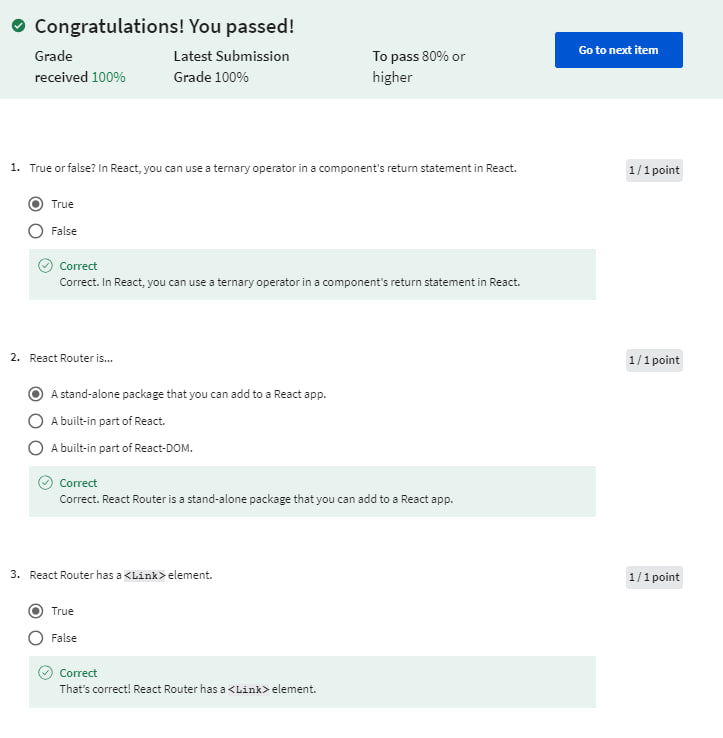 Congratulations! You passed!
Grade received 100%
Latest Submission Grade 100%
To pass 80% or higher
Go to next item
1. True or false? In React, you can use a ternary operator in a component's return statement in React.
1 / 1 point
True
False
Correct
Correct. In React, you can use a ternary operator in a component's return statement in React.
2. React Router is...
1 / 1 point
A stand-alone package that you can add to a React app.
A built-in part of React.
A built-in part of React-DOM.
Correct
Correct. React Router is a stand-alone package that you can add to a React app.
3. React Router has a <Link> element.
1 / 1 point
True
False
Correct
That's correct! React Router has a <Link> element.